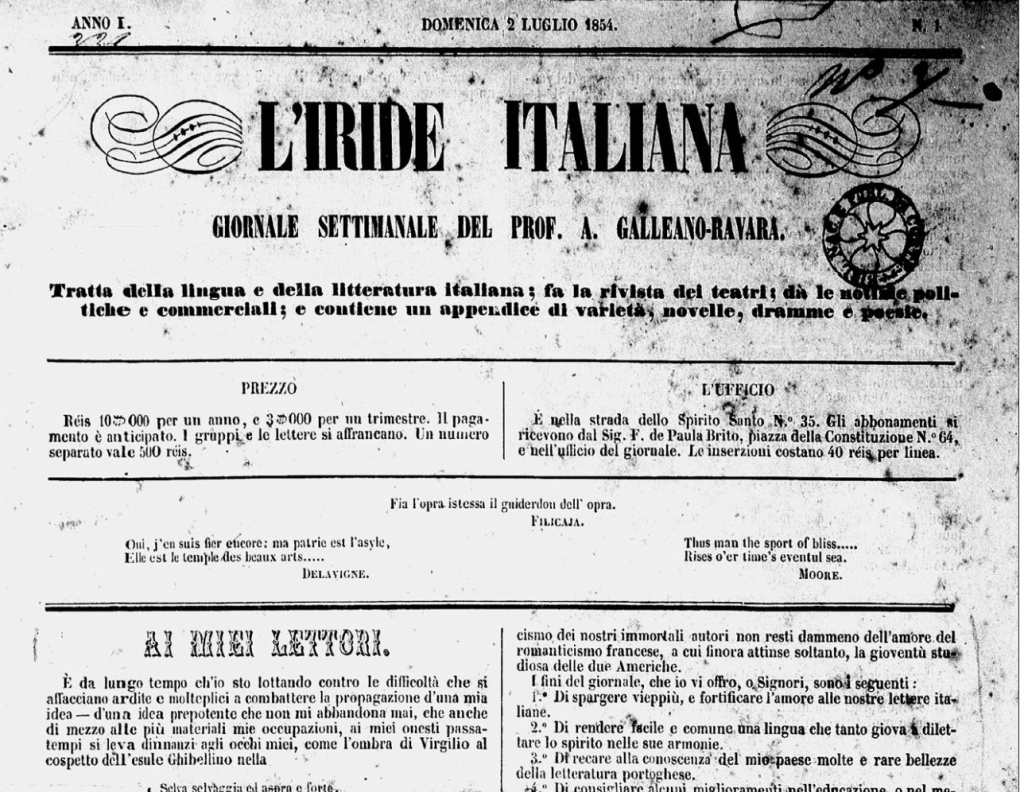 ANNO I.
DOMENICA 2 LUGLIO 1854.
N. 1
221
Nº 2
L'IRIDE ITALIANA
GIORNALE SETTIMANALE DEL PROF. A. GALLEANO-RAVARA.
Tratta della lingua e della litteratura italiana; fa la rivista dei teatri; dà le notizie poli-
tiche e commerciali; e contiene un appendice di varietà, novelle, dramme e poesie.
PREZZO
Réis 10$000 per un anno, e 3$000 per un trimestre. Il paga-
mento è anticipato. I gruppi e le lettere si affrancano. Un numero
separato vale 500 réis.
L'UFFICIO
È nella strada dello Spirito Santo N.º 35. Gli abbonamenti si
ricevono dal Sig. F. de Paula Brito, piazza della Constituzione N.º 64,
e nell'ufficio del giornale. Le inserzioni costano 40 réis per linea.
Fia l'opra istessa il guiderdon dell' opra.
FILICAJA.
Oui, j'en suis fier encore: ma patrie est l'asyle,
Elle est le temple des beaux arts.....
DELAVIGNE.
Thus man the sport of bliss.....
Rises o'er time's eventul sea.
MOORE.
AI MIEI LETTORI.
È da lungo tempo ch'io sto lottando contro le difficoltà che si
affacciano ardite e molteplici a combattere la propagazione d'una mia
idea — d'una idea prepotente che non mi abbandona mai, che anche
di mezzo alle più materiali mie occupazioni, ai miei onesti passa-
tempi si leva dinnanzi agli occhi miei, come l'ombra di Virgilio al
cospetto dell'esule Ghibellino nella
Selva selvaggia ed aspra e forte.
cismo dei nostri immortali autori non resti dammeno dell'amore del
romanticismo francese, a cui finora attinse soltanto, la gioventù stu-
diosa delle due Americhe.
I fini del giornale, che io vi offro, o Signori, sono i seguenti :
1.º Di spargere vieppiù, e fortificare l'amore alle nostre lettere ita-
liane.
2.º Di rendere facile e comune una lingua che tanto giova a dilet-
tare lo spirito nelle sue armonie.
3.º Di recare alla conoscenza del mio paese molte e rare bellezze
della letteratura portoghese.
4.º Di consigliare alcuni miglioramenti nell'educazione, o nel me-